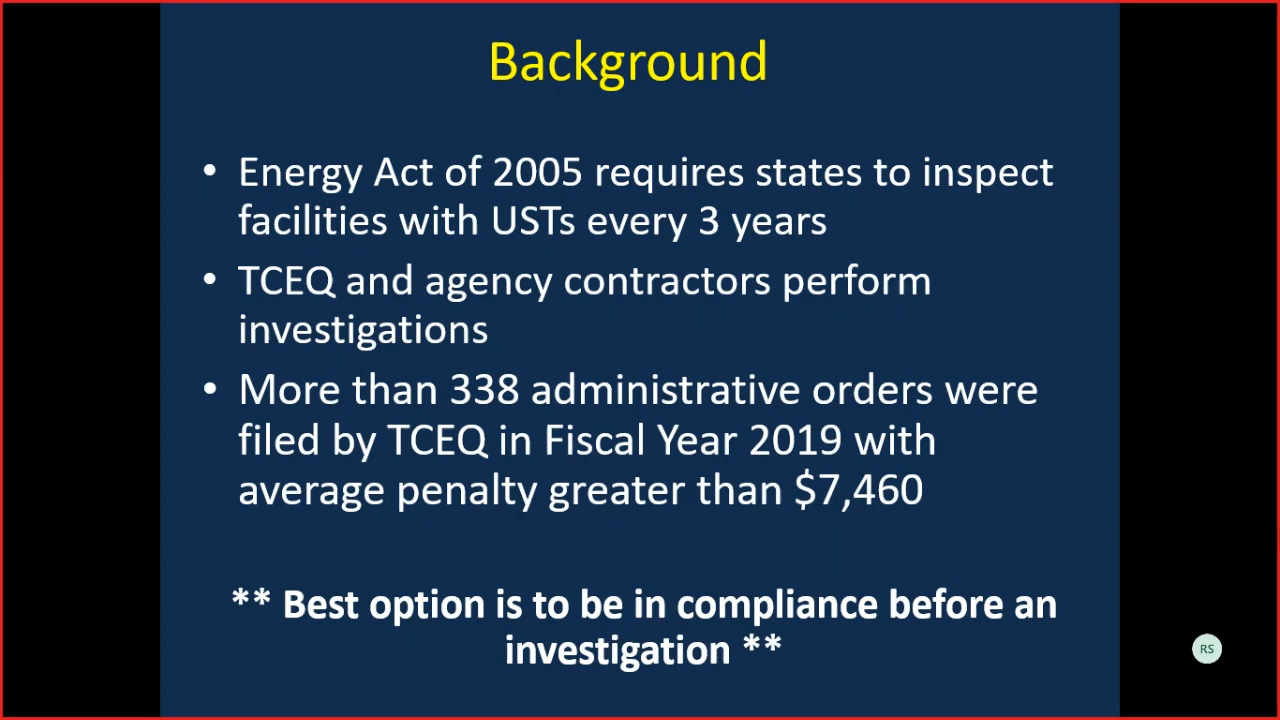 Background
• Energy Act of 2005 requires states to inspect
facilities with USTs every 3 years
• TCEQ and agency contractors perform
investigations
• More than 338 administrative orders were
filed by TCEQ in Fiscal Year 2019 with
average penalty greater than $7,460
** Best option is to be in compliance before an
investigation **
RS